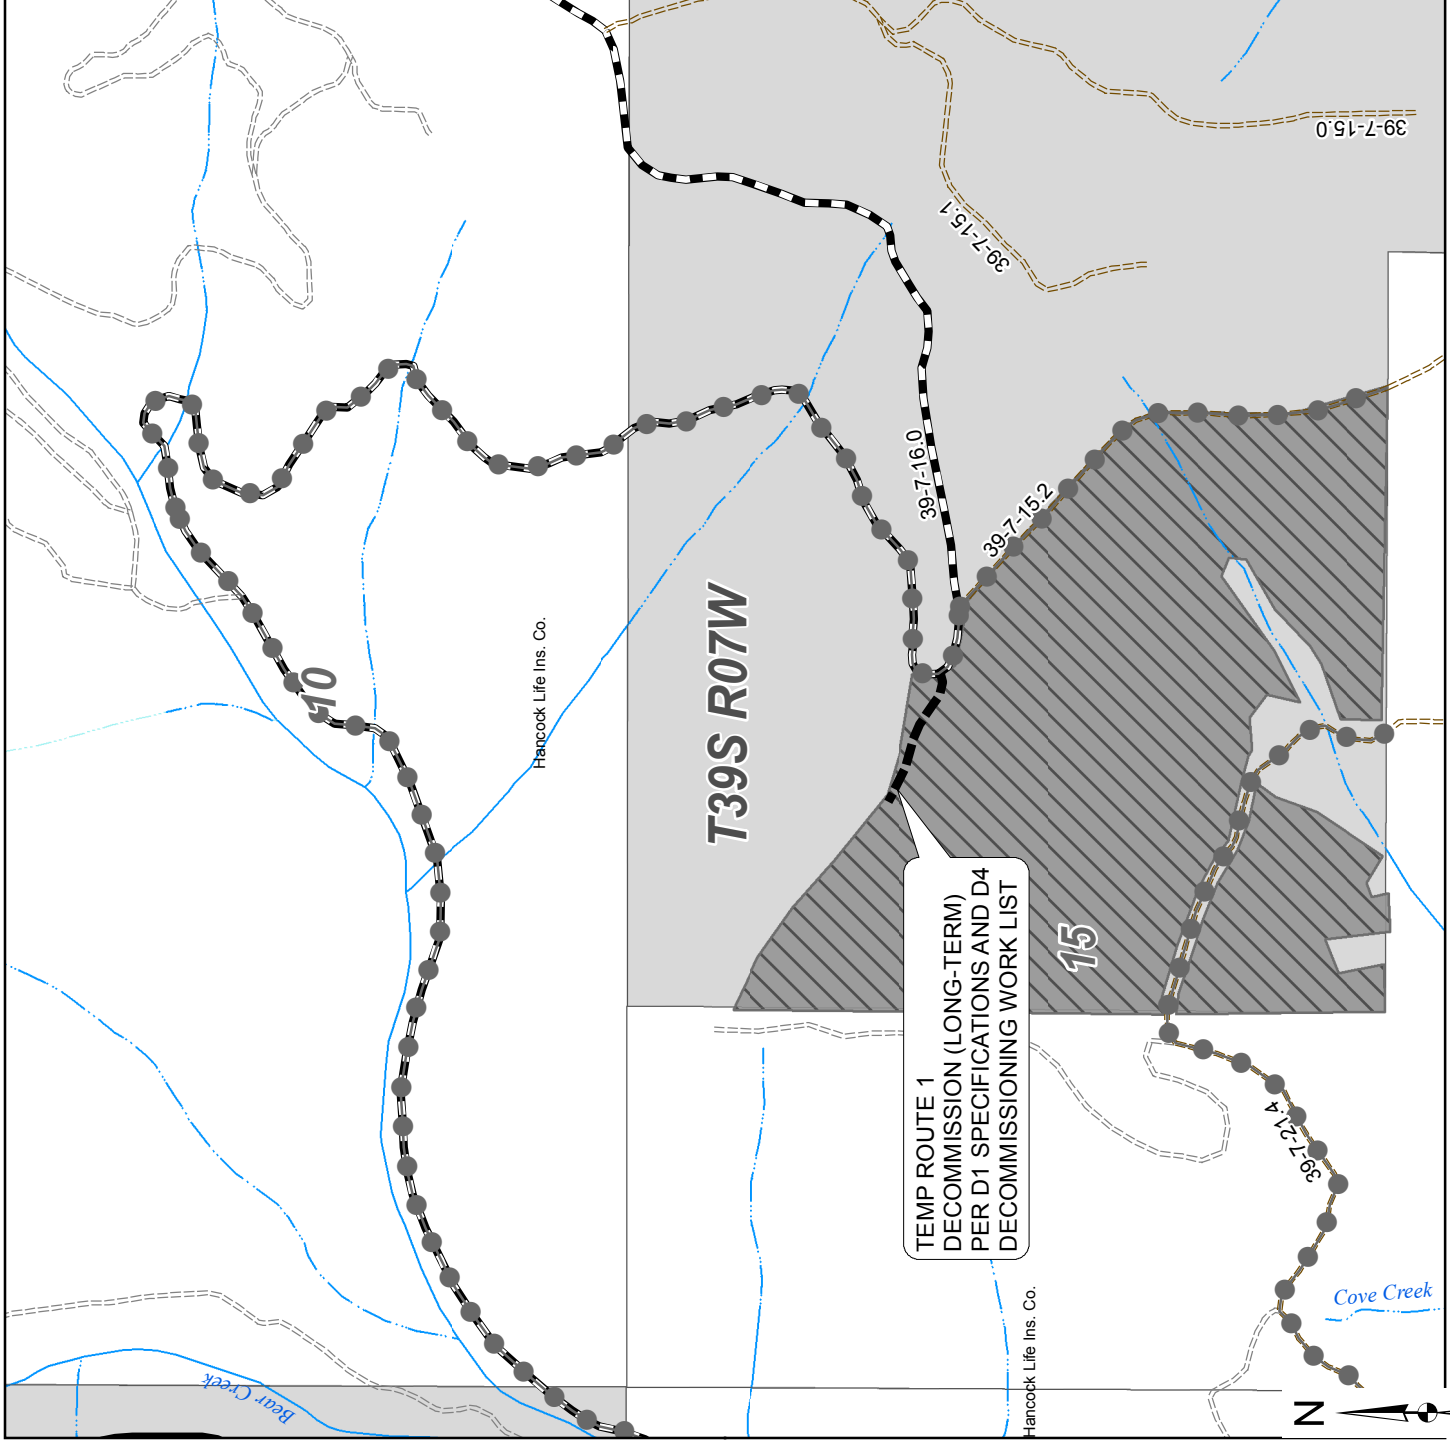 39-7-15.0
39-7-15.1
39-7-16.0
39-7-15.2
10
Hancock Life Ins. Co.
T39S R07W
15
TEMP ROUTE 1
DECOMMISSION (LONG-TERM)
PER D1 SPECIFICATIONS AND D4
DECOMMISSIONING WORK LIST
39-7-21.4
Cove Creek
Hancock Life Ins. Co.
Bear Creek
N